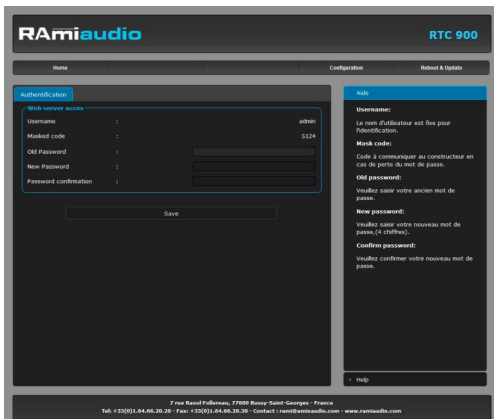 RAmiaudio
RTC 900
Home
Configuration
Reboot & Update
Authentification
Web server accès
Username : admin
Masked code : 5124
Old Password :
New Password :
Password confirmation :
Save
Aide
Username:
Le nom d'utilisateur est fixe pour
l'identification.
Mask code:
Code à communiquer au constructeur en
cas de perte du mot de passe.
Old password:
Veuillez saisir votre ancien mot de
passe.
New password:
Veuillez saisir votre nouveau mot de
passe,(4 chiffres).
Confirm password:
Veuillez confirmer votre nouveau mot de
passe.
Help
7 rue Raoul Follereau, 77600 Bussy-Saint-Georges - France
Tel: +33(0)1.64.66.20.20 - Fax: +33(0)1.64.66.20.30 - Contact : rami@ramiaudio.com - www.ramiaudio.com